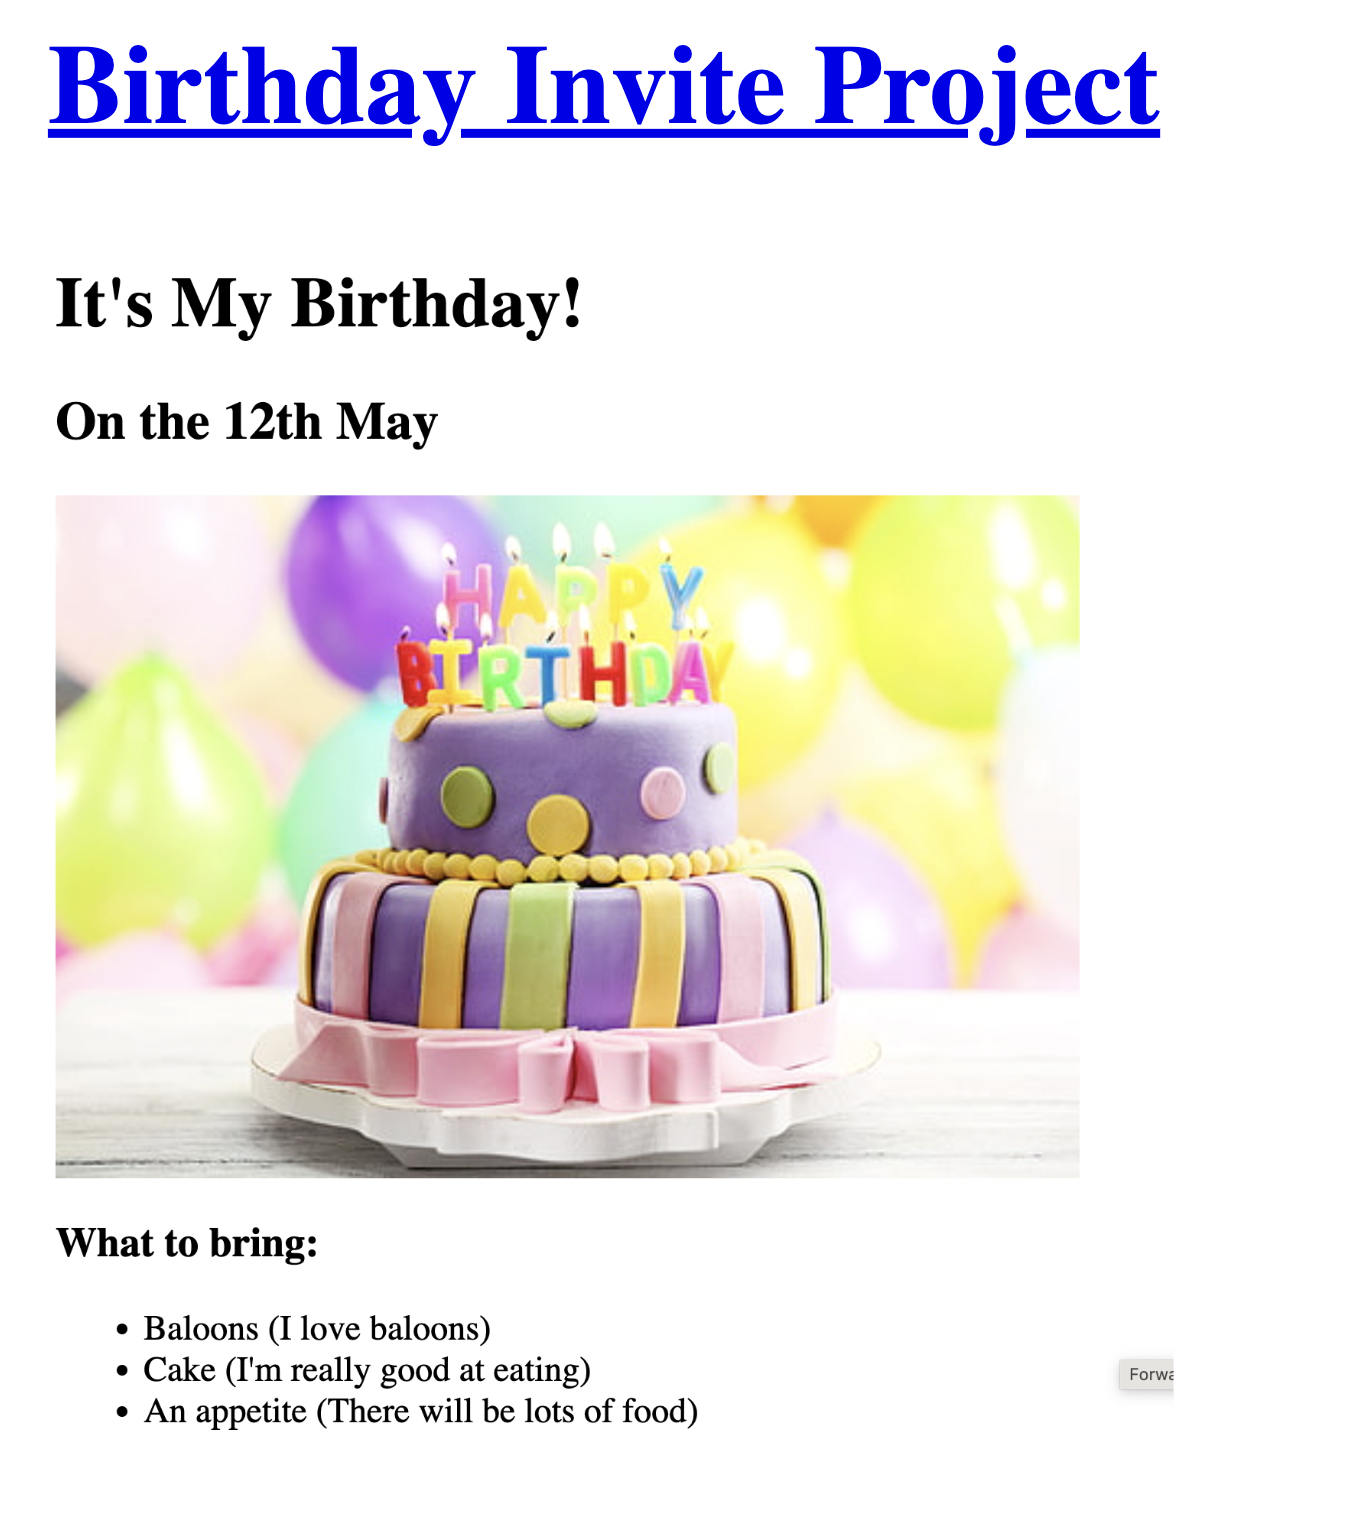 Birthday Invite Project
It's My Birthday!
On the 12th May
HAPPY
BIRTHDAY
What to bring:
Baloons (I love baloons)
Cake (I'm really good at eating)
An appetite (There will be lots of food)
Forwa